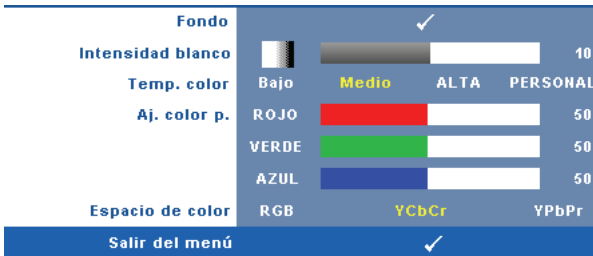 Fondo
Intensidad blanco 10
Temp. color Bajo Medio ALTA PERSONAL
Aj. color p. ROJO 50
VERDE 50
AZUL 50
Espacio de color RGB YCbCr YPbPr
Salir del menú